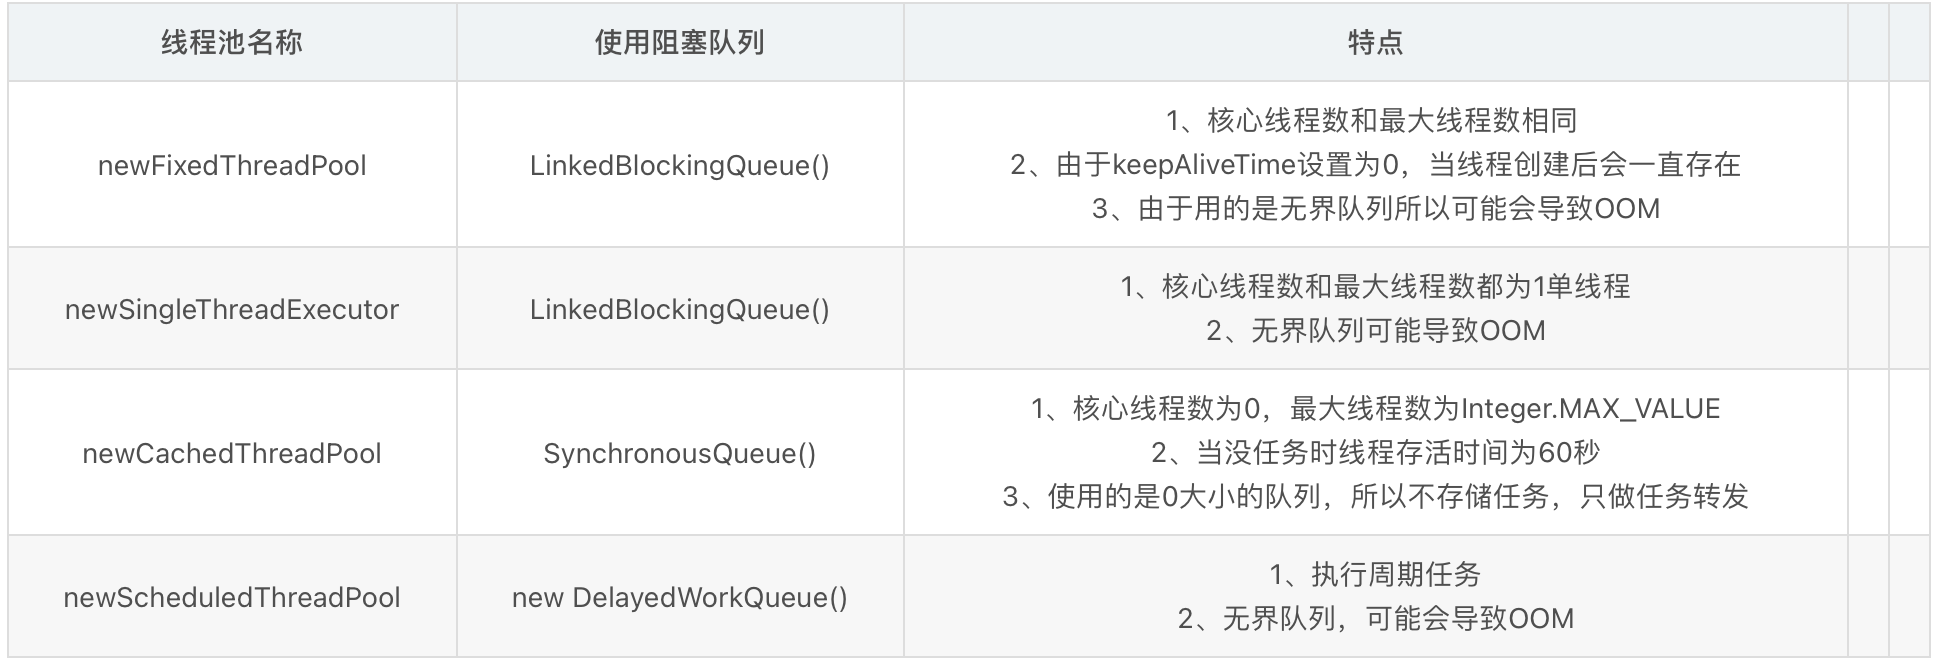 线程池名称
使用阻塞队列
特点
newFixedThreadPool
LinkedBlockingQueue()
1、核心线程数和最大线程数相同
2、由于keepAliveTime设置为0，当线程创建后会一直存在
3、由于用的是无界队列所以可能会导致OOM
newSingleThreadExecutor
LinkedBlockingQueue()
1、核心线程数和最大线程数都为1单线程
2、无界队列可能导致OOM
newCachedThreadPool
SynchronousQueue()
1、核心线程数为0，最大线程数为Integer.MAX_VALUE
2、当没任务时线程存活时间为60秒
3、使用的是0大小的队列，所以不存储任务，只做任务转发
newScheduledThreadPool
new DelayedWorkQueue()
1、执行周期任务
2、无界队列，可能会导致OOM